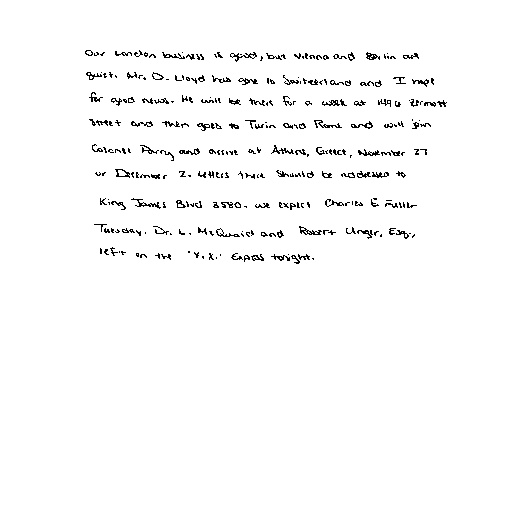 Our London business is good, but Vienna and Berlin are
quiet. Mr. D. Lloyd has gone to Switzerland and I hope
for good news. He will be there for a week at 1496 Zermott
Street and then goes to Turin and Rome and will join
Colonel Parry and arrive at Athens, Greece, November 27
or December 2. Letters there should be addressed to
King James Blvd 3580. We expect Charles E. Fuller
Tuesday. Dr. L. McQuaid and Robert Unger, Esq.,
left on the "Y.X." Express tonight.